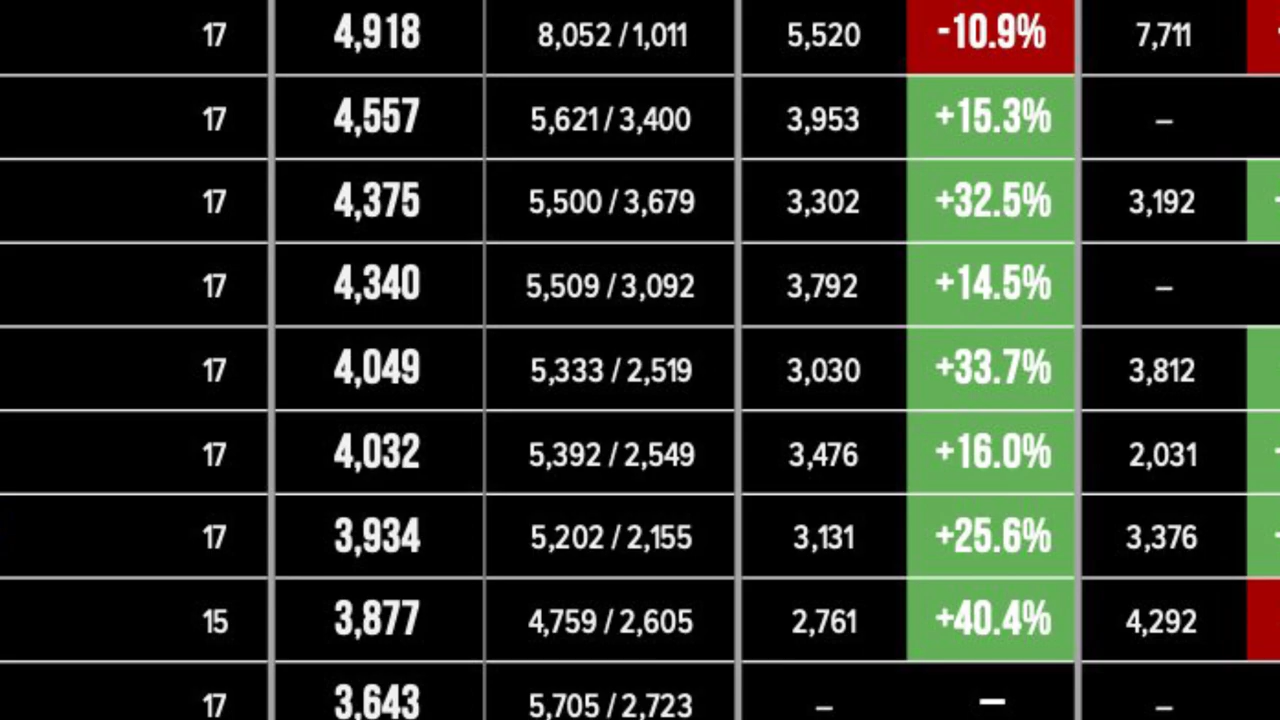 17 4,918 8,052 / 1,011 5,520 -10.9% 7,711
17 4,557 5,621 / 3,400 3,953 +15.3% –
17 4,375 5,500 / 3,679 3,302 +32.5% 3,192
17 4,340 5,509 / 3,092 3,792 +14.5% –
17 4,049 5,333 / 2,519 3,030 +33.7% 3,812
17 4,032 5,392 / 2,549 3,476 +16.0% 2,031
17 3,934 5,202 / 2,155 3,131 +25.6% 3,376
15 3,877 4,759 / 2,605 2,761 +40.4% 4,292
17 3,643 5,705 / 2,723 – – –